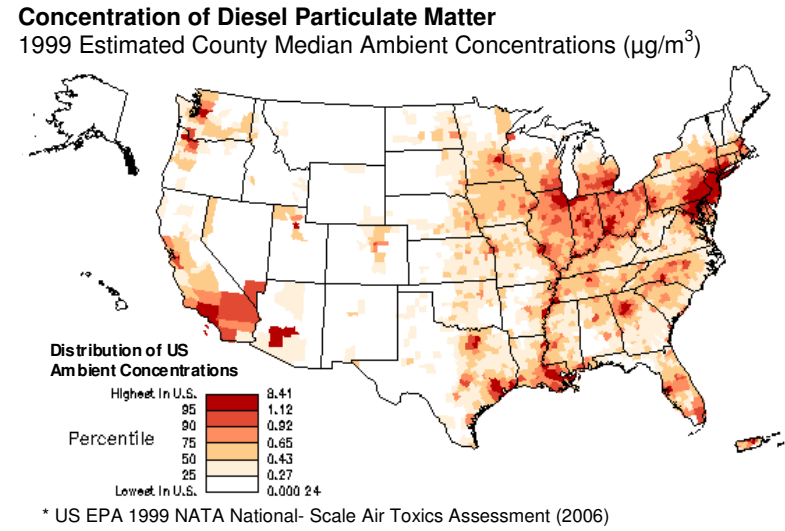 Concentration of Diesel Particulate Matter
1999 Estimated County Median Ambient Concentrations (µg/m³)
Distribution of US
Ambient Concentrations
Highest In U.S. 3.41
95 1.12
90 0.92
Percentile
75 0.65
50 0.43
25 0.27
Lowest In U.S. 0.000 24
* US EPA 1999 NATA National- Scale Air Toxics Assessment (2006)